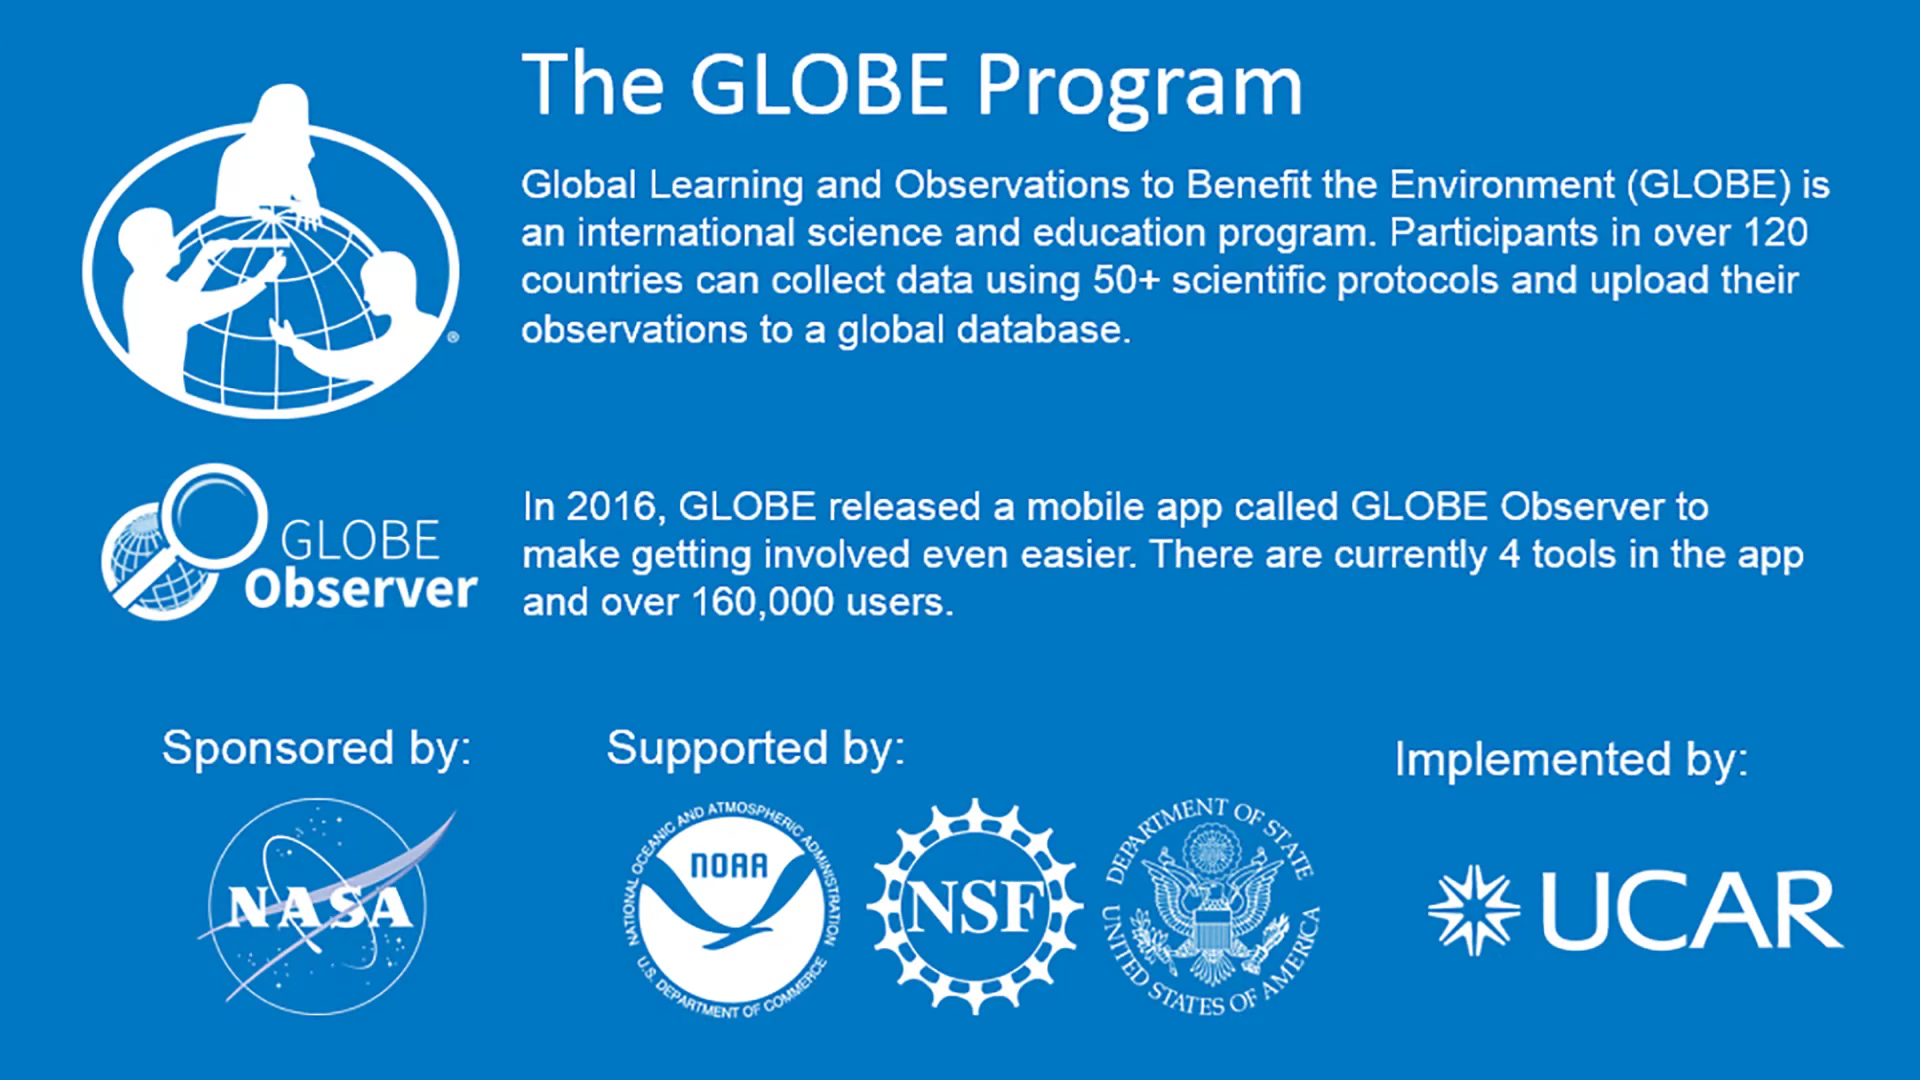 The GLOBE Program
Global Learning and Observations to Benefit the Environment (GLOBE) is
an international science and education program. Participants in over 120
countries can collect data using 50+ scientific protocols and upload their
observations to a global database.
®
GLOBE
Observer
In 2016, GLOBE released a mobile app called GLOBE Observer to
make getting involved even easier. There are currently 4 tools in the app
and over 160,000 users.
Sponsored by:
NASA
Supported by:
NATIONAL OCEANIC AND ATMOSPHERIC ADMINISTRATION
NOAA
U.S. DEPARTMENT OF COMMERCE
NSF
DEPARTMENT OF STATE
UNITED STATES OF AMERICA
Implemented by:
UCAR